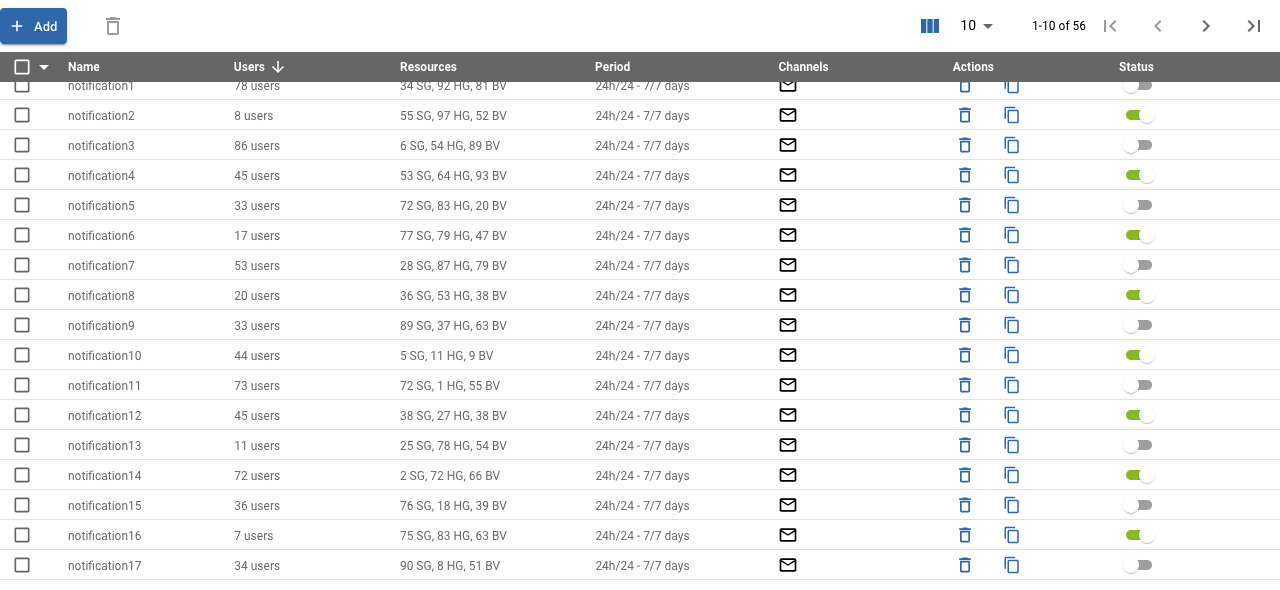 Add 10 1-10 of 56
Name Users Resources Period Channels Actions Status
notification1 78 users 34 SG, 92 HG, 81 BV 24h/24 - 7/7 days
notification2 8 users 55 SG, 97 HG, 52 BV 24h/24 - 7/7 days
notification3 86 users 6 SG, 54 HG, 89 BV 24h/24 - 7/7 days
notification4 45 users 53 SG, 64 HG, 93 BV 24h/24 - 7/7 days
notification5 33 users 72 SG, 83 HG, 20 BV 24h/24 - 7/7 days
notification6 17 users 77 SG, 79 HG, 47 BV 24h/24 - 7/7 days
notification7 53 users 28 SG, 87 HG, 79 BV 24h/24 - 7/7 days
notification8 20 users 36 SG, 53 HG, 38 BV 24h/24 - 7/7 days
notification9 33 users 89 SG, 37 HG, 63 BV 24h/24 - 7/7 days
notification10 44 users 5 SG, 11 HG, 9 BV 24h/24 - 7/7 days
notification11 73 users 72 SG, 1 HG, 55 BV 24h/24 - 7/7 days
notification12 45 users 38 SG, 27 HG, 38 BV 24h/24 - 7/7 days
notification13 11 users 25 SG, 78 HG, 54 BV 24h/24 - 7/7 days
notification14 72 users 2 SG, 72 HG, 66 BV 24h/24 - 7/7 days
notification15 36 users 76 SG, 18 HG, 39 BV 24h/24 - 7/7 days
notification16 7 users 75 SG, 83 HG, 63 BV 24h/24 - 7/7 days
notification17 34 users 90 SG, 8 HG, 51 BV 24h/24 - 7/7 days